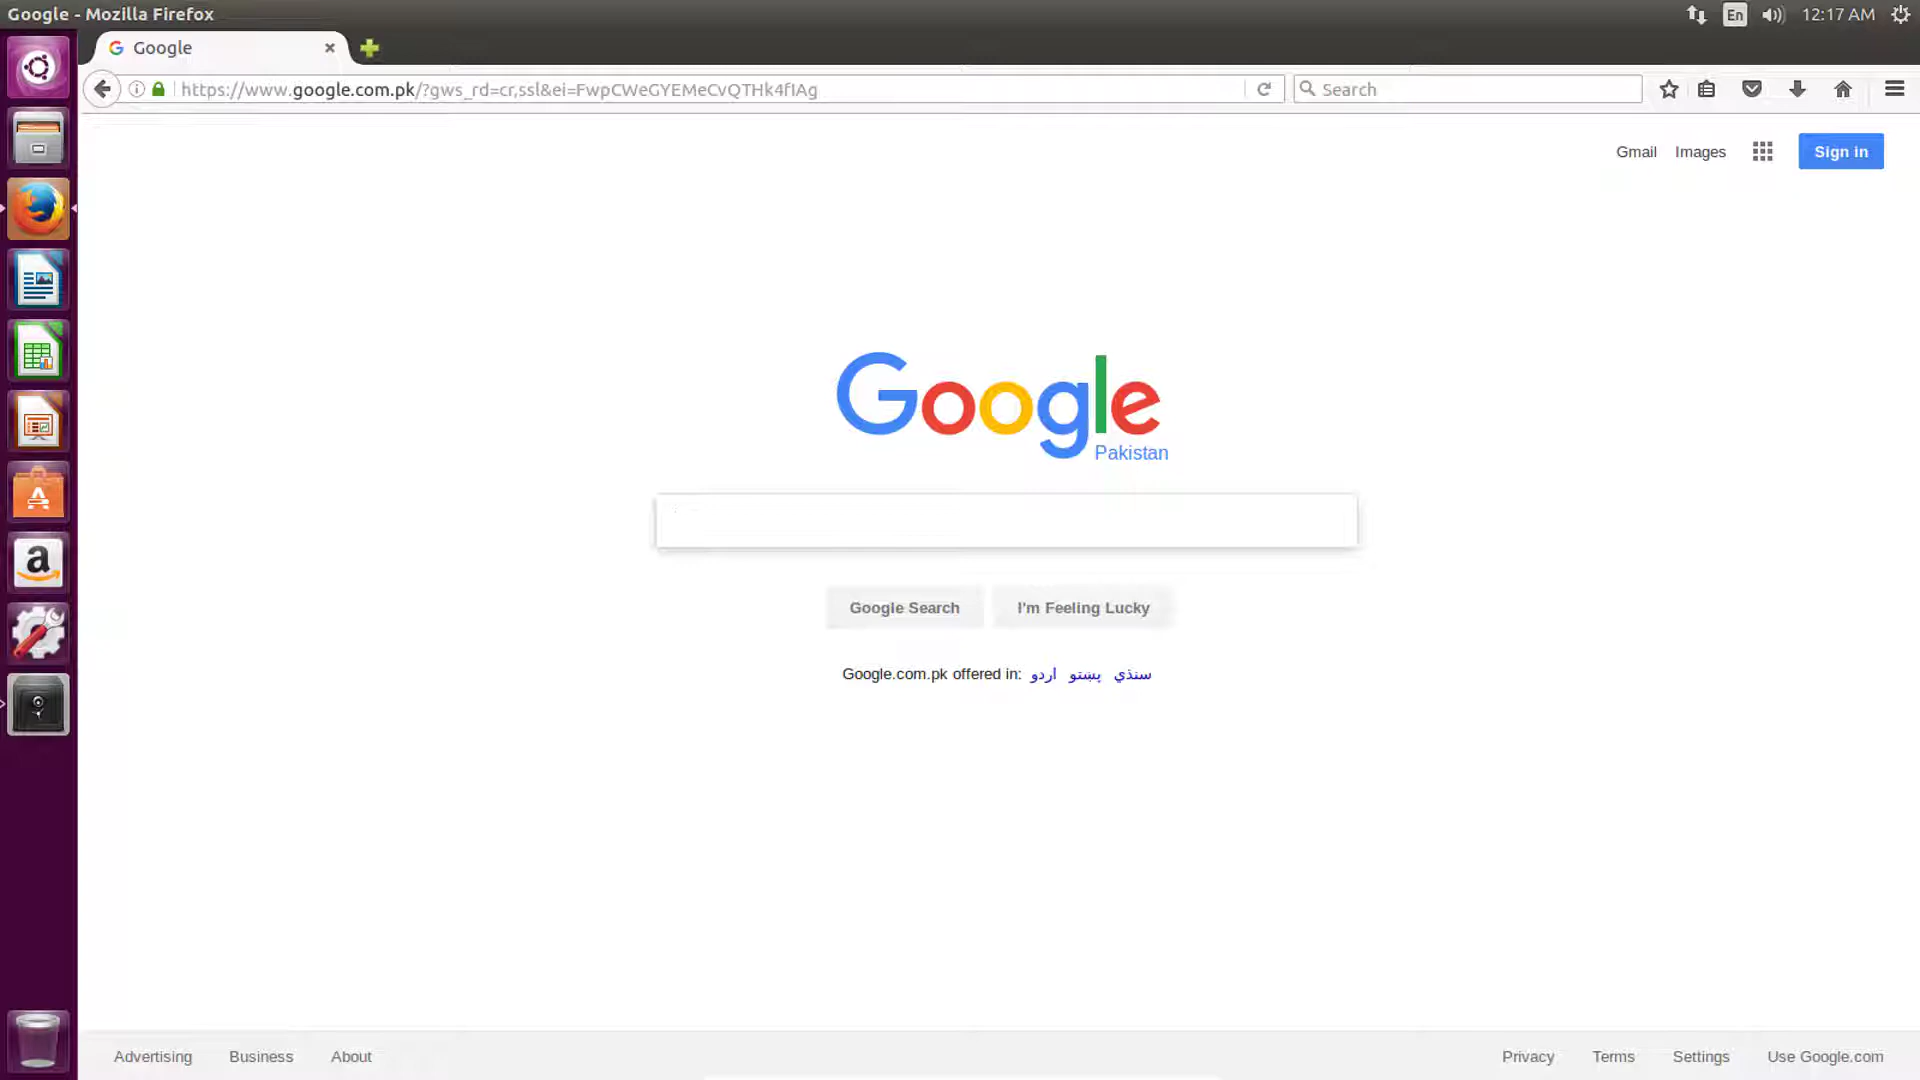 Google - Mozilla Firefox
En
12:17 AM
Google
https://www.google.com.pk/?gws_rd=cr,ssl&ei=FwpCWeGYEMeCvQTHk4fIAg
Search
Gmail Images Sign in
Google
Pakistan
Google Search I'm Feeling Lucky
Google.com.pk offered in: اردو پښتو سنڌي
Advertising Business About Privacy Terms Settings Use Google.com